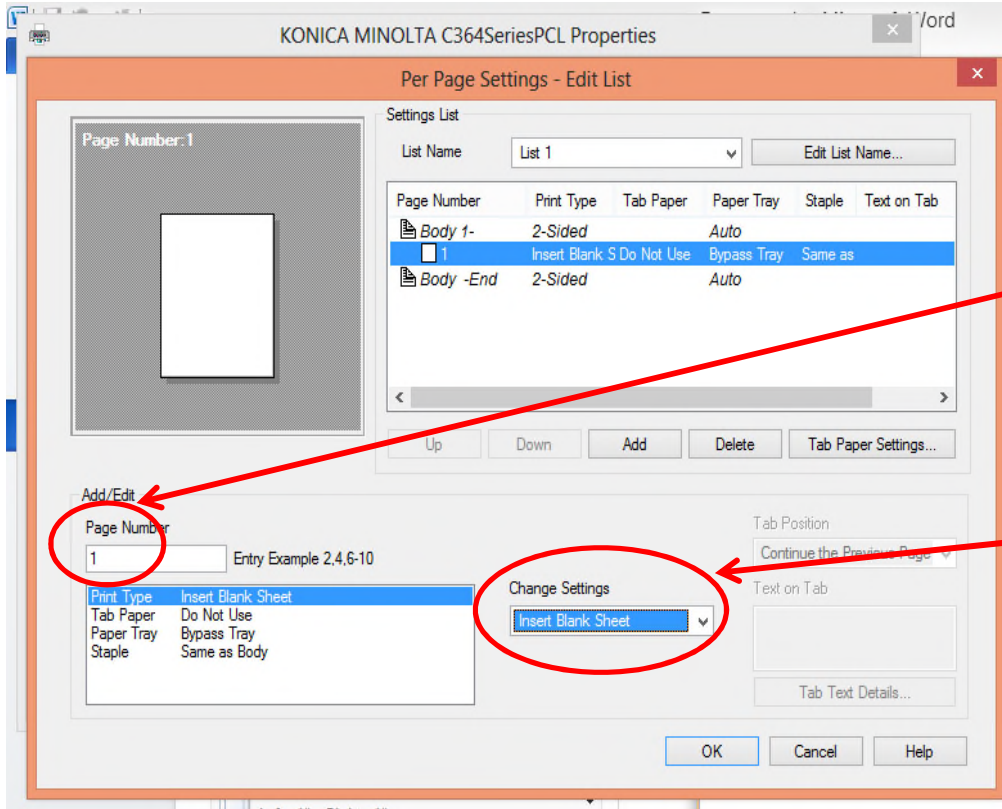 /ord
KONICA MINOLTA C364SeriesPCL Properties
Per Page Settings - Edit List
Page Number:1
Settings List
List Name List 1 Edit List Name...
Page Number Print Type Tab Paper Paper Tray Staple Text on Tab
Body 1- 2-Sided Auto
1 Insert Blank S Do Not Use Bypass Tray Same as
Body -End 2-Sided Auto
Up Down Add Delete Tab Paper Settings...
Add/Edit
Page Number
1 Entry Example 2,4,6-10
Print Type Insert Blank Sheet
Tab Paper Do Not Use
Paper Tray Bypass Tray
Staple Same as Body
Change Settings
Insert Blank Sheet
Tab Position
Continue the Previous Page
Text on Tab
Tab Text Details...
OK Cancel Help